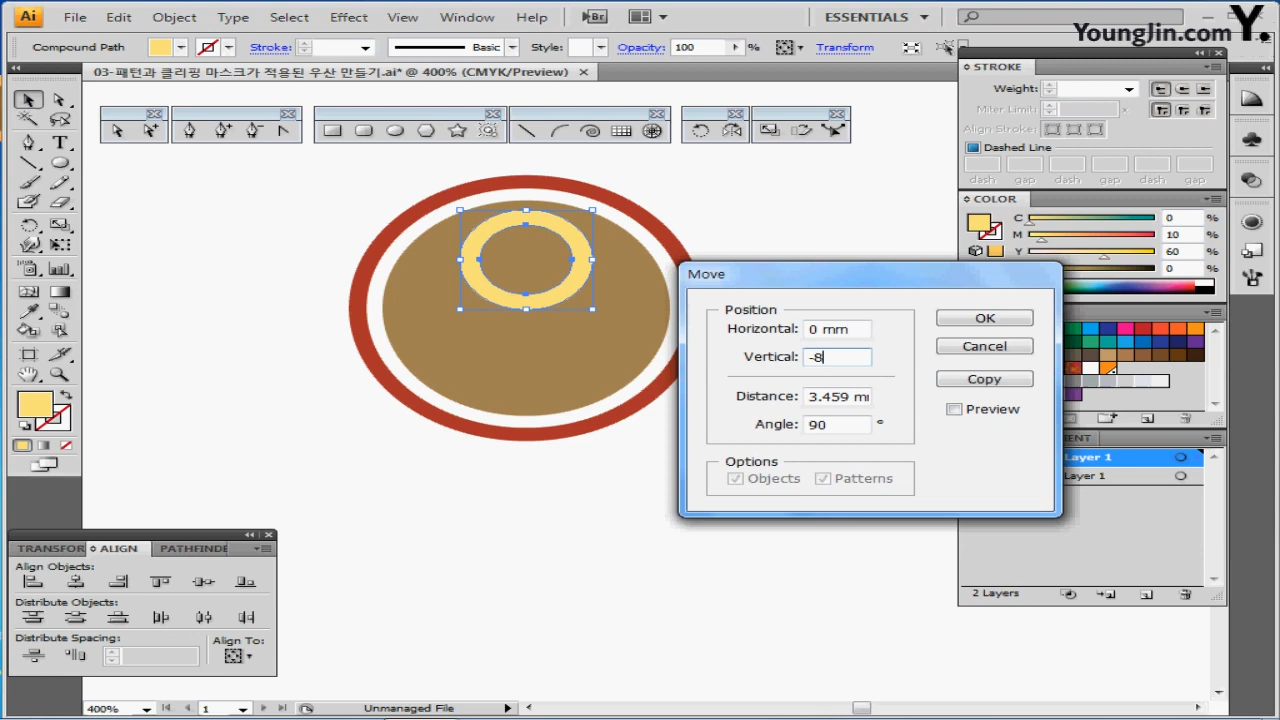 Ai File Edit Object Type Select Effect View Window Help Br ESSENTIALS
YoungJin.com Y.
Compound Path Stroke: Basic Style: Opacity: 100 % Transform
03-패턴과 클리핑 마스크가 적용된 우산 만들기.ai* @ 400% (CMYK/Preview)
STROKE
Weight:
Miter Limit: x
Align Stroke:
Dashed Line
dash gap dash gap dash gap
COLOR
C 0 %
M 10 %
Y 60 %
0 %
Move
Position
Horizontal: 0 mm
Vertical: -8
Distance: 3.459 m
Angle: 90 °
Options
Objects Patterns
OK
Cancel
Copy
Preview
IENT
Layer 1
Layer 1
2 Layers
TRANSFOR ALIGN PATHFINDE
Align Objects:
Distribute Objects:
Distribute Spacing: Align To:
400% 1 Unmanaged File